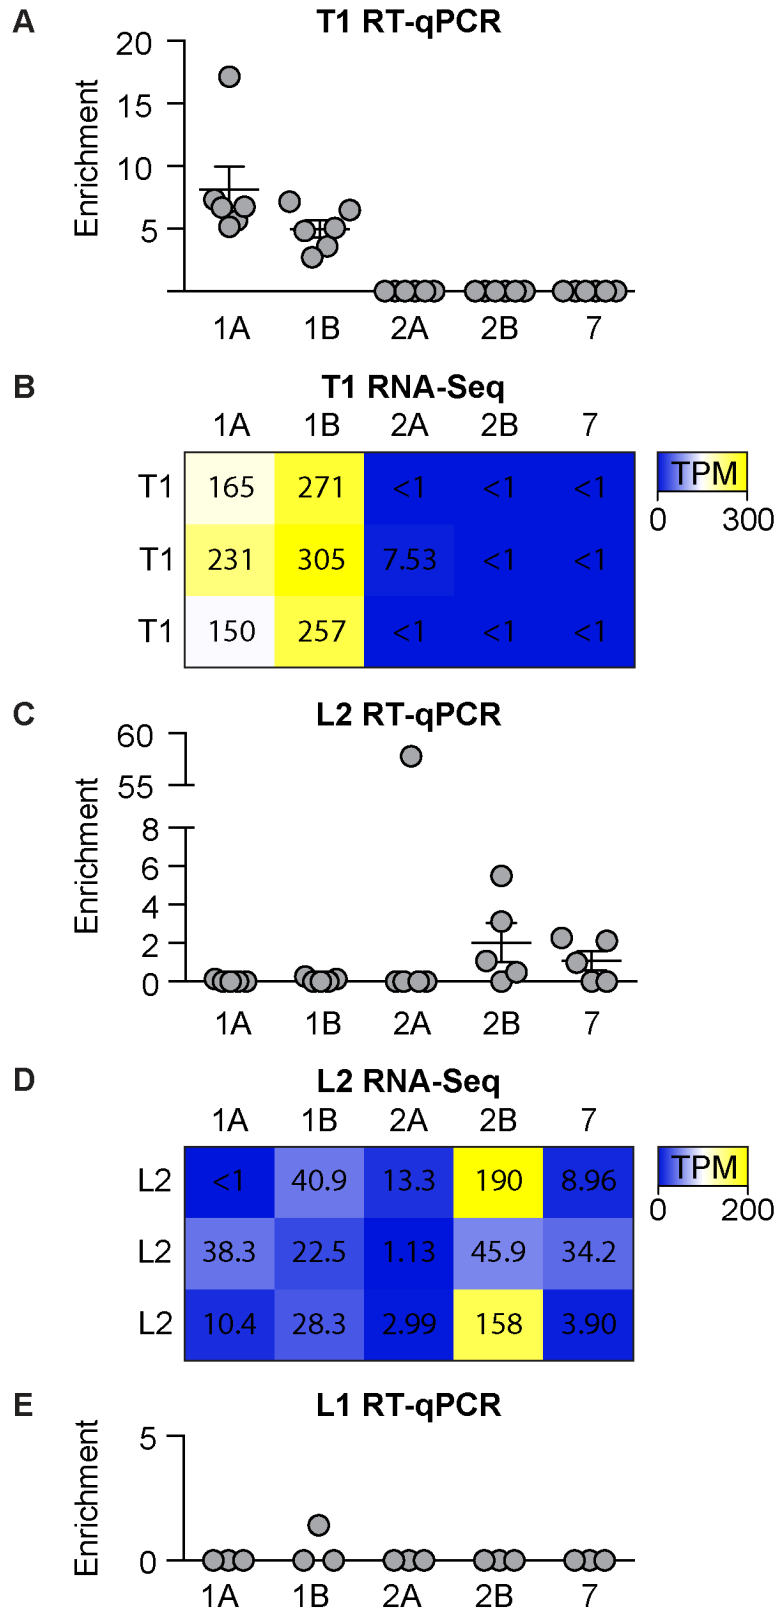 A T1 RT-qPCR
20
15
10
5
Enrichment
1A 1B 2A 2B 7
B T1 RNA-Seq
1A 1B 2A 2B 7
T1 165 271 <1 <1 <1
T1 231 305 7.53 <1 <1
T1 150 257 <1 <1 <1
TPM
0 300
C L2 RT-qPCR
60
55
8
6
4
2
0
Enrichment
1A 1B 2A 2B 7
D L2 RNA-Seq
1A 1B 2A 2B 7
L2 <1 40.9 13.3 190 8.96
L2 38.3 22.5 1.13 45.9 34.2
L2 10.4 28.3 2.99 158 3.90
TPM
0 200
E L1 RT-qPCR
5
0
Enrichment
1A 1B 2A 2B 7